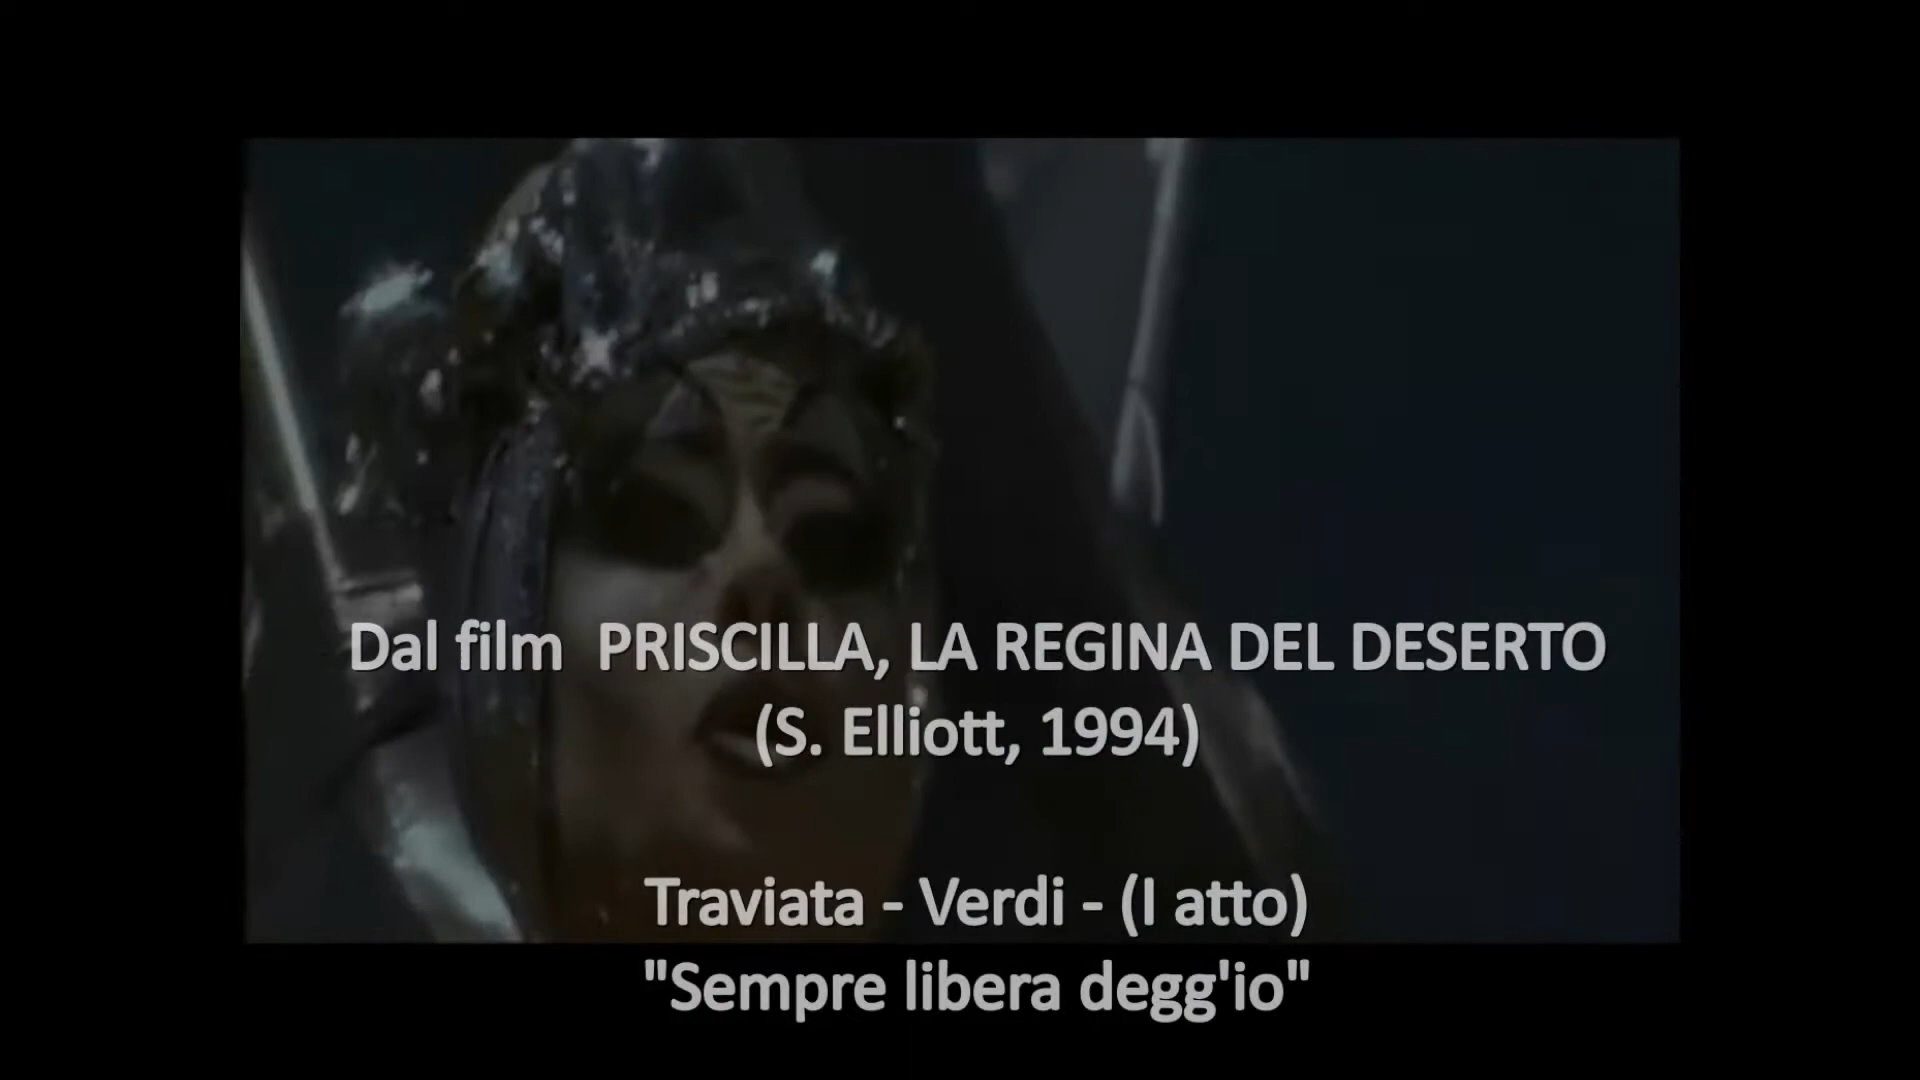 Dal film PRISCILLA, LA REGINA DEL DESERTO
(S. Elliott, 1994)
Traviata - Verdi - (I atto)
"Sempre libera degg'io"